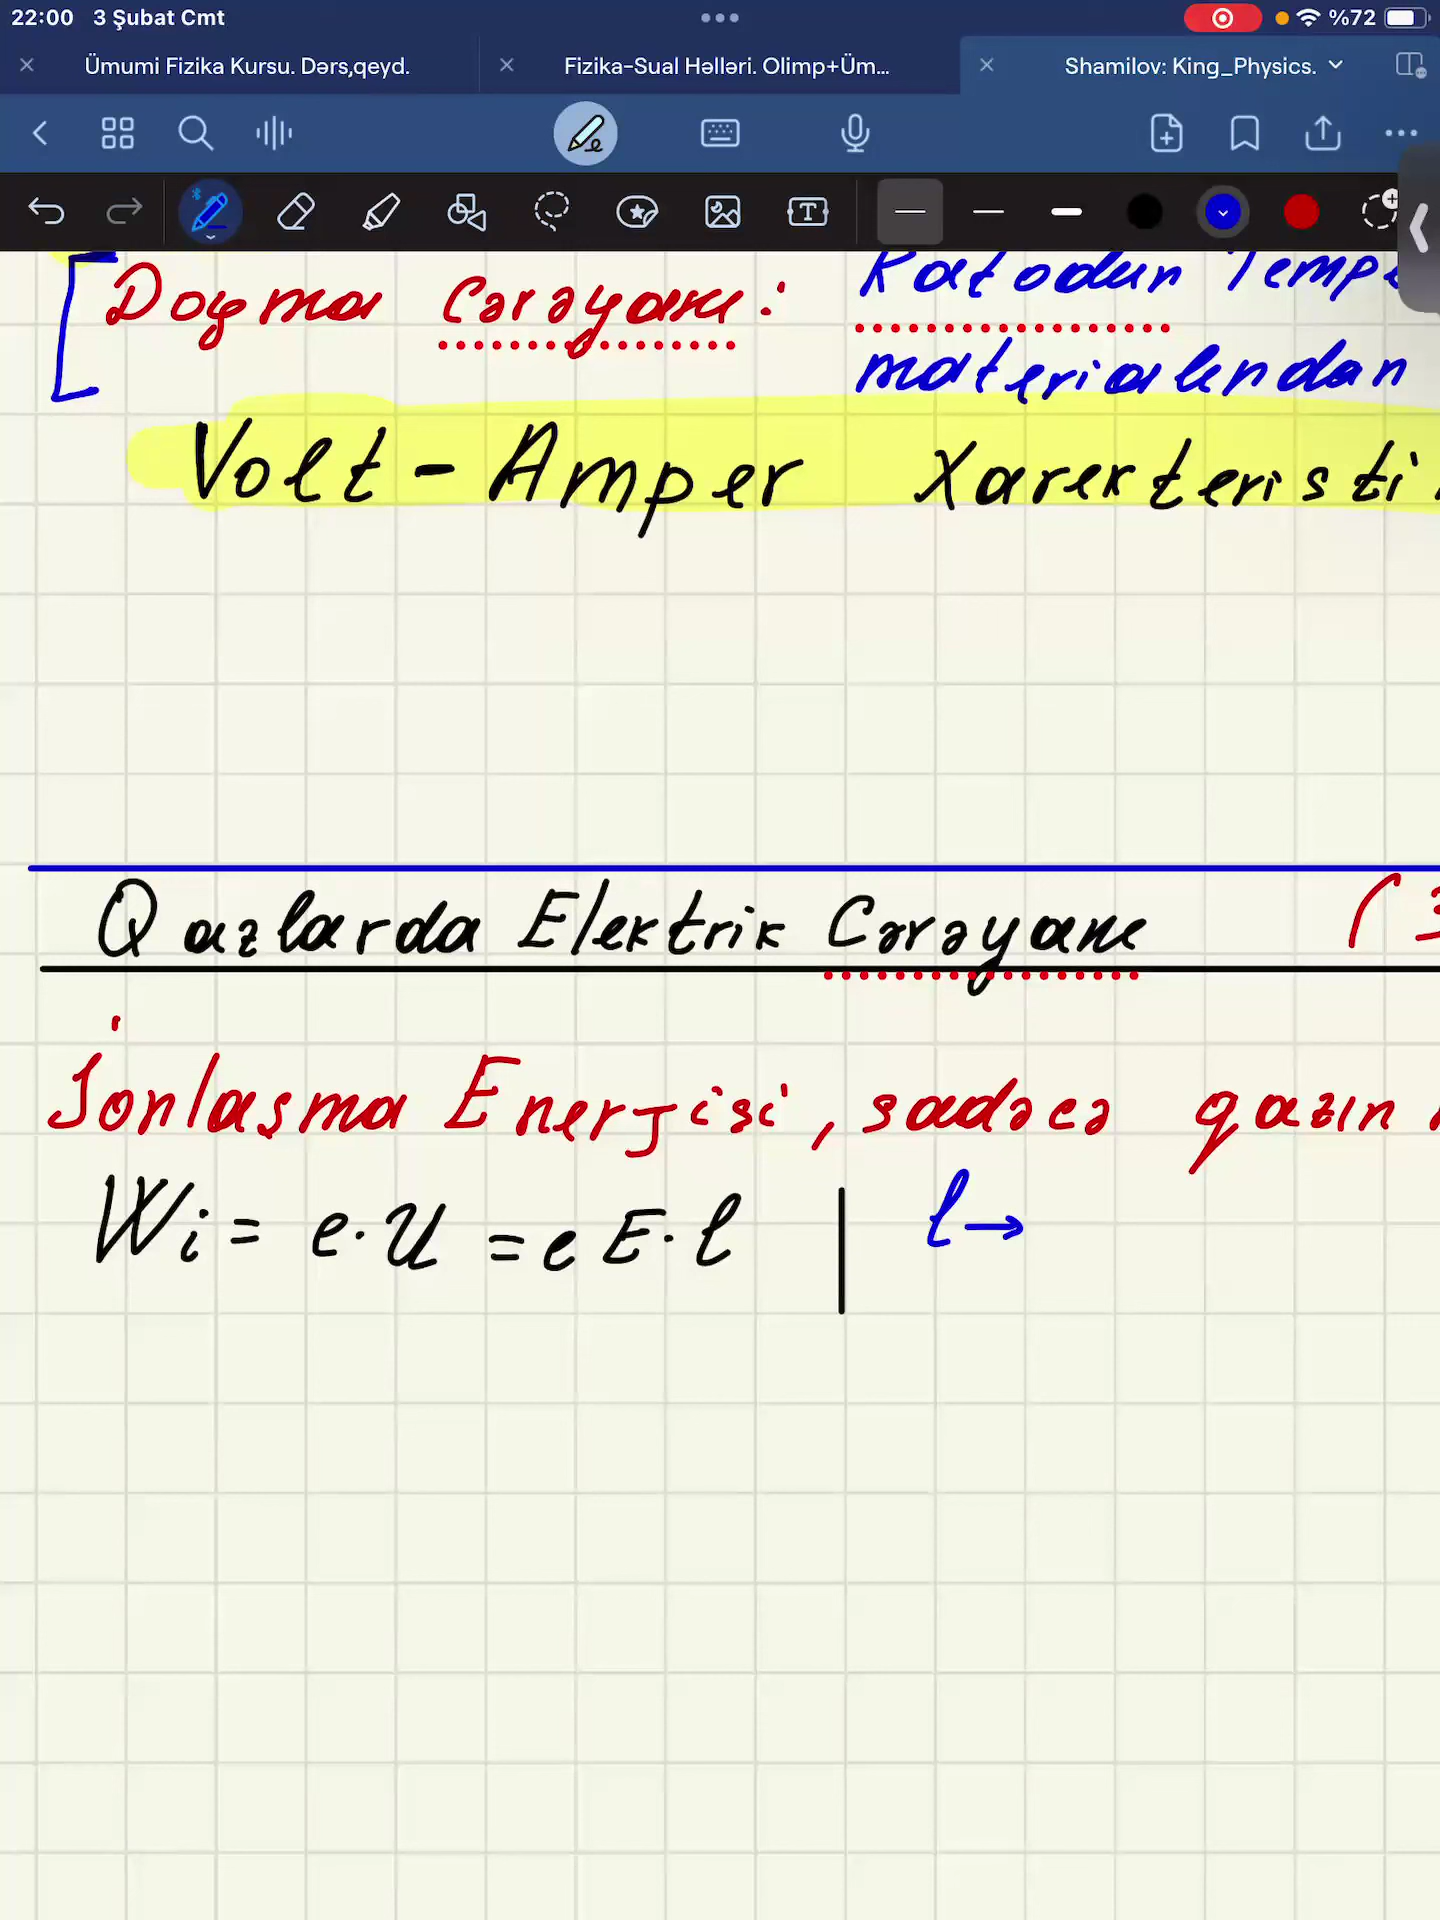 22:00 3 Şubat Cmt %72
Ümumi Fizika Kursu. Dərs,qeyd. Fizika-Sual Həlləri. Olimp+Üm... Shamilov: King_Physics.
Doyma Cərəyanı: Katodun Temp
materialından
Volt-Amper Xarakteristi
Qazlarda Elektrik Cərəyanı (3
İonlaşma Enerjisi, sadəcə qazın
Wi = e·U = e E·l | l→